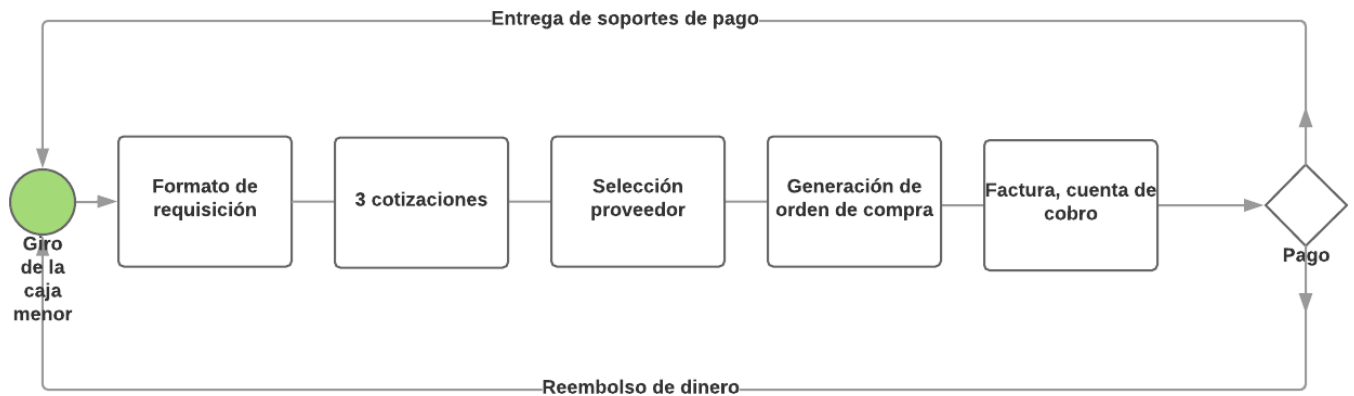 Entrega de soportes de pago
Formato de
requisición
3 cotizaciones
Selección
proveedor
Generación de
orden de compra
Factura, cuenta de
cobro
Giro
de la
caja
menor
Pago
Reembolso de dinero